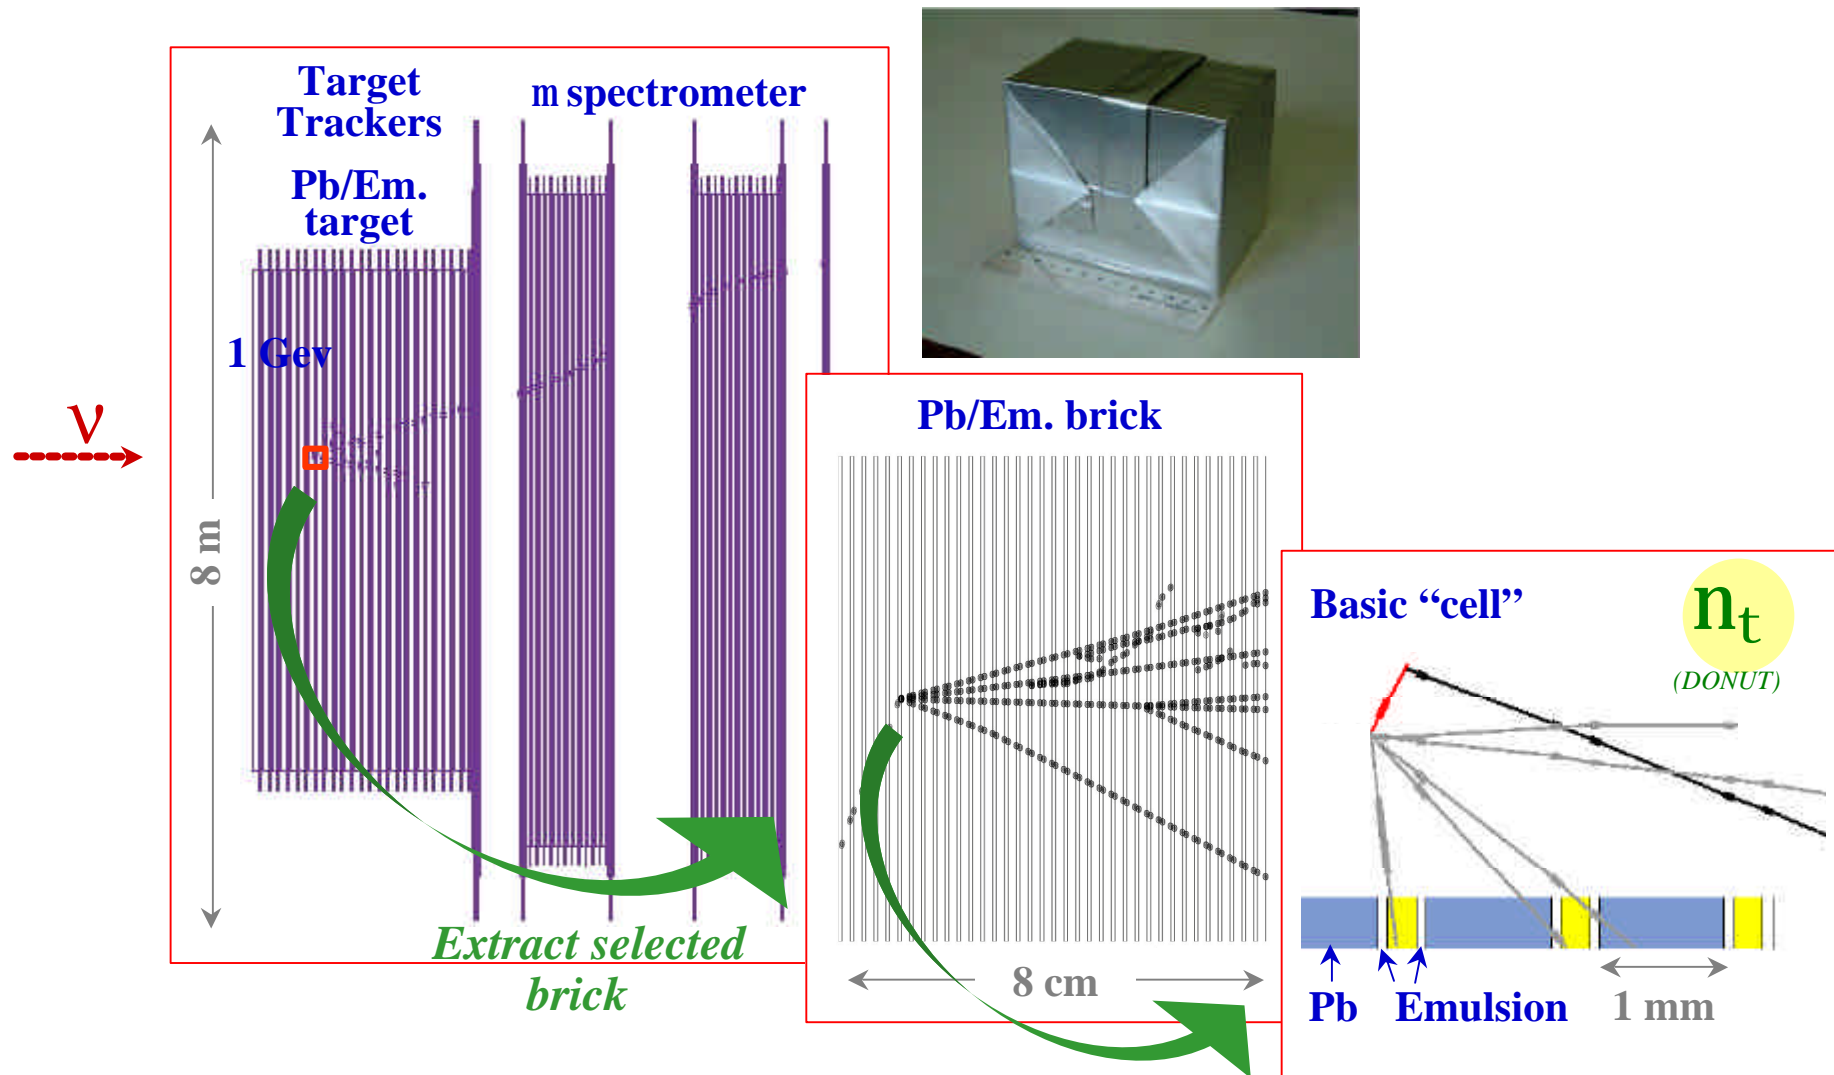 Target
Trackers
m spectrometer
Pb/Em.
target
1 Gev
ν
8 m
Extract selected
brick
Pb/Em. brick
8 cm
Basic “cell”
nt
(DONUT)
Pb
Emulsion
1 mm